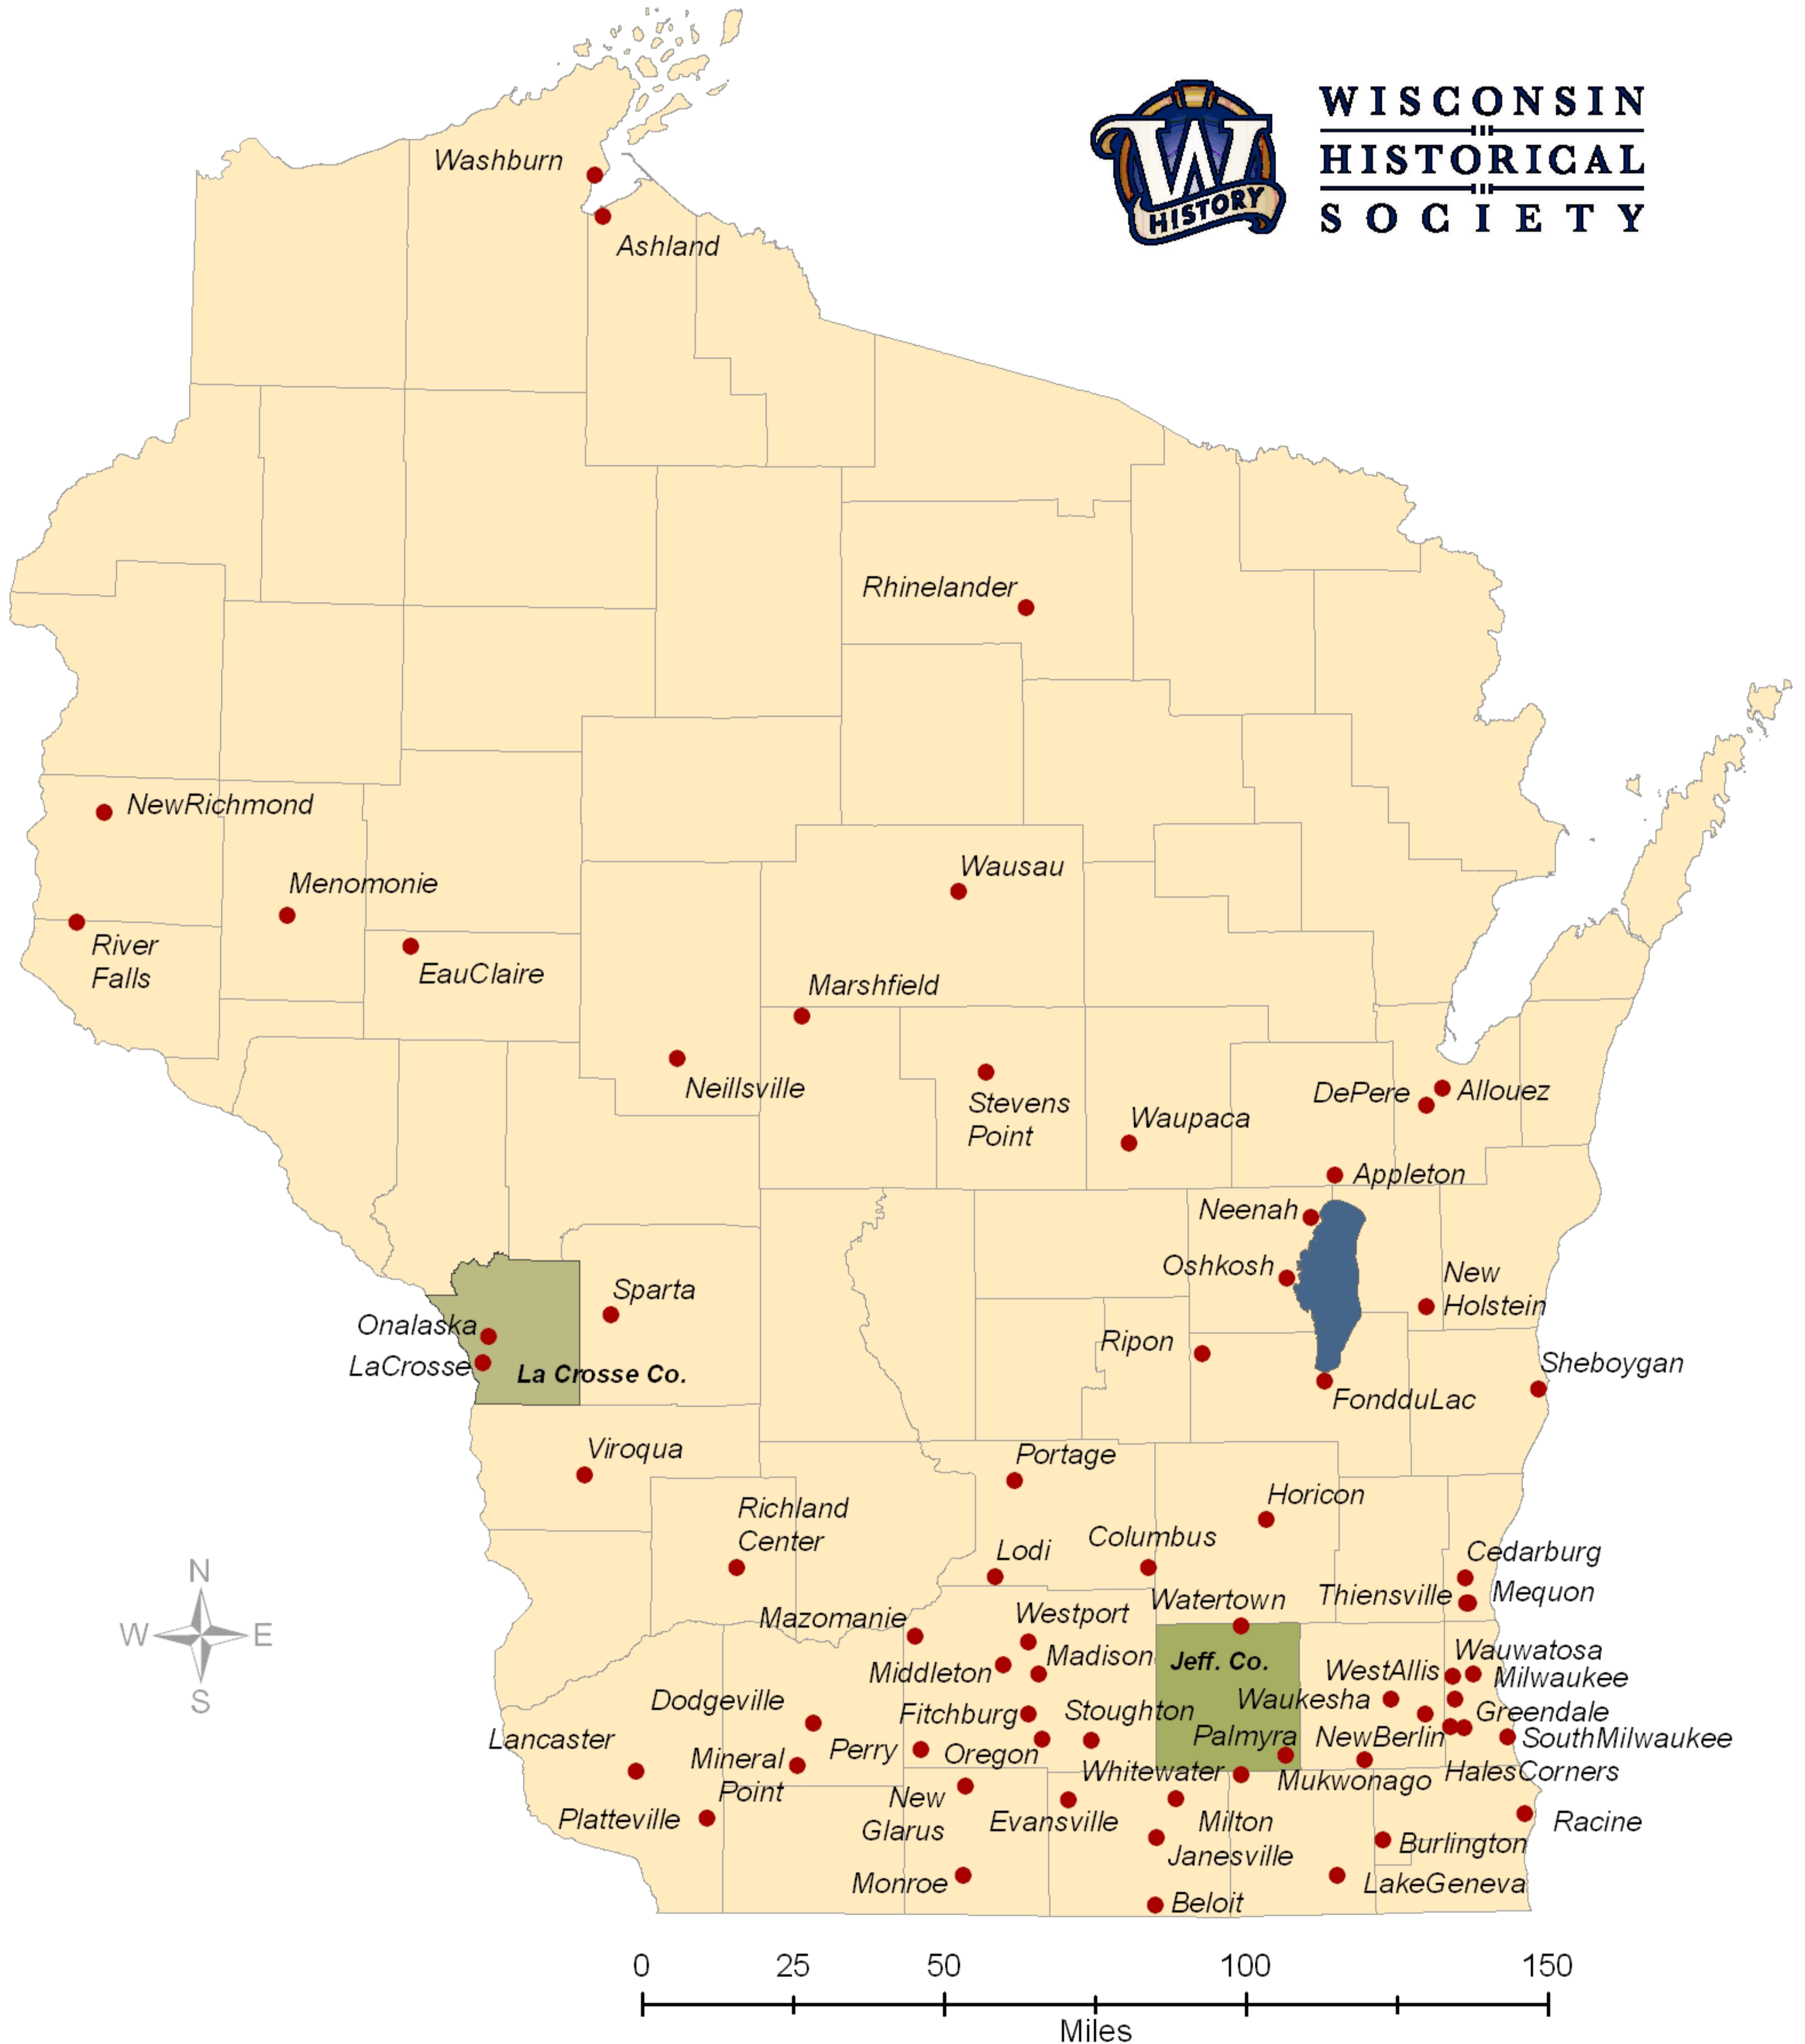 WISCONSIN
HISTORICAL
SOCIETY
W
HISTORY
Washburn
Ashland
Rhinelander
NewRichmond
Menomonie
Wausau
River
Falls
EauClaire
Marshfield
Neillsville
Stevens
Point
Waupaca
DePere
Allouez
Appleton
Neenah
Oshkosh
New
Holstein
Sparta
Onalaska
LaCrosse
La Crosse Co.
Ripon
Sheboygan
FondduLac
Viroqua
Portage
Richland
Center
Horicon
Columbus
Lodi
Cedarburg
Thiensville
Mequon
Watertown
Mazomanie
Westport
Madison
Jeff. Co.
Wauwatosa
Middleton
WestAllis
Milwaukee
Waukesha
Dodgeville
Fitchburg
Stoughton
Greendale
Lancaster
Palmyra
NewBerlin
SouthMilwaukee
Mineral
Point
Perry
Oregon
Whitewater
Mukwonago
HalesCorners
Platteville
New
Glarus
Evansville
Milton
Racine
Janesville
Burlington
Monroe
LakeGeneva
Beloit
N
W
E
S
0
25
50
100
150
Miles